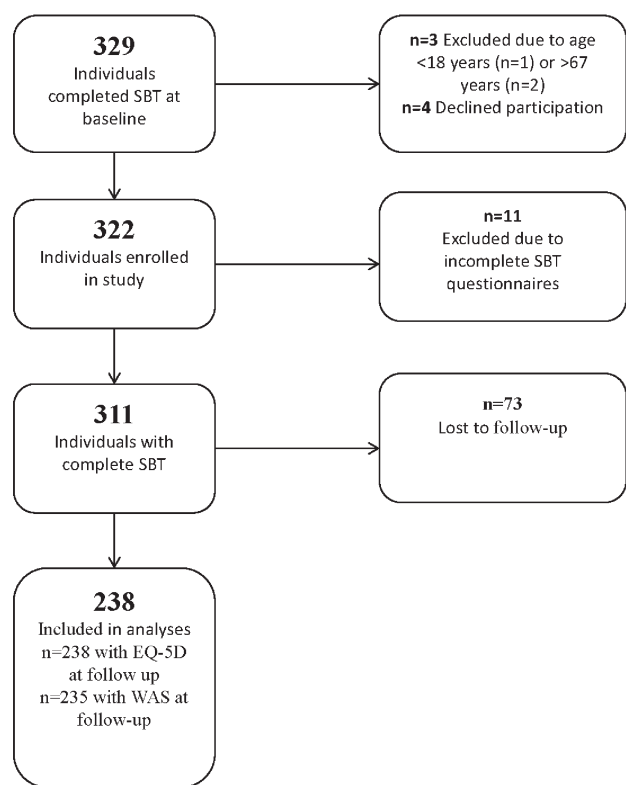 329
Individuals
completed SBT at
baseline
n=3 Excluded due to age
<18 years (n=1) or >67
years (n=2)
n=4 Declined participation
322
Individuals enrolled
in study
n=11
Excluded due to
incomplete SBT
questionnaires
311
Individuals with
complete SBT
n=73
Lost to follow-up
238
Included in analyses
n=238 with EQ-5D
at follow up
n=235 with WAS at
follow-up